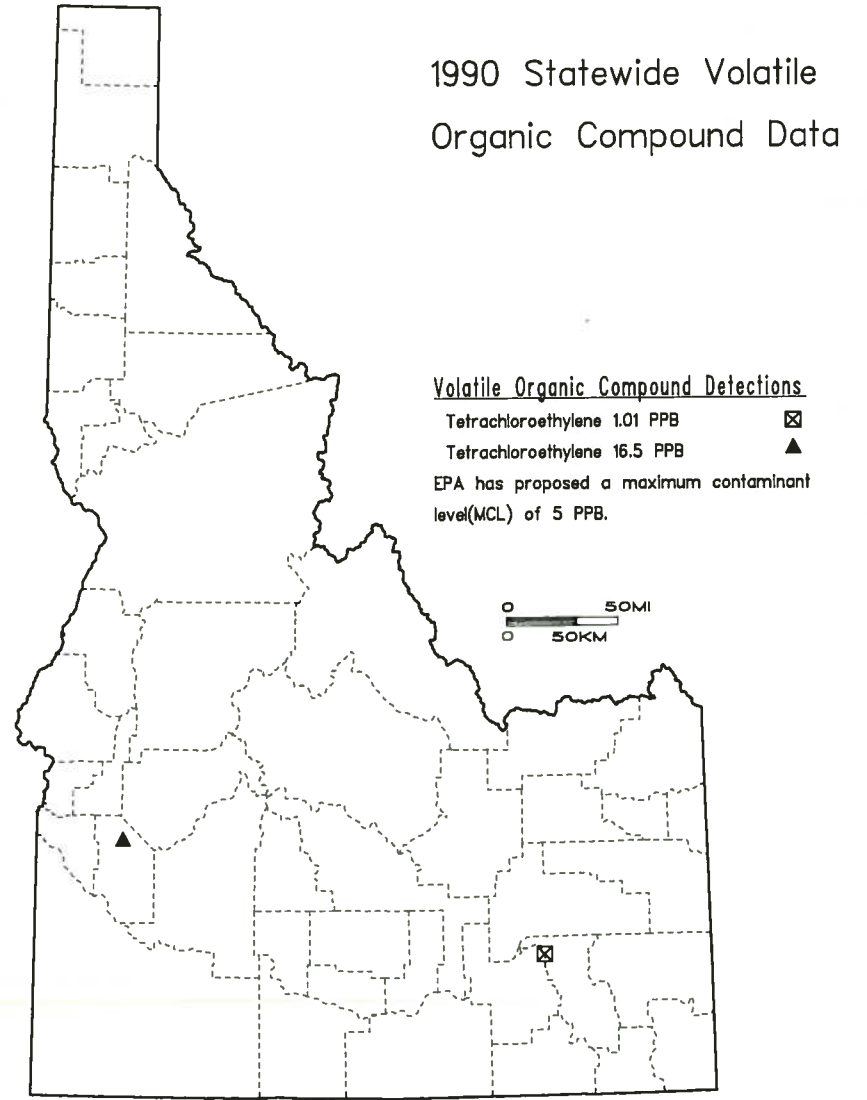 1990 Statewide Volatile
Organic Compound Data
Volatile Organic Compound Detections
Tetrachloroethylene 1.01 PPB
Tetrachloroethylene 16.5 PPB
EPA has proposed a maximum contaminant
level(MCL) of 5 PPB.
0 50MI
0 50KM